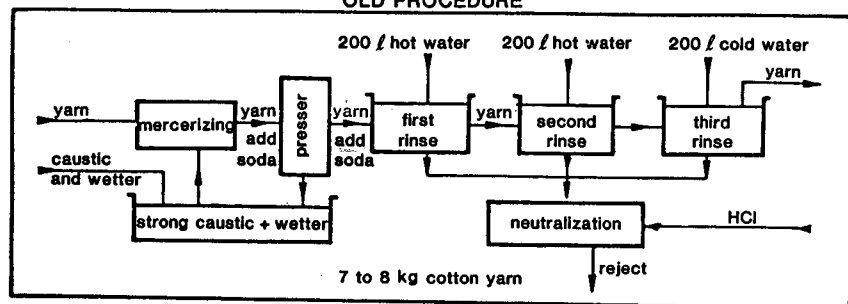 OLD PROCEDURE
200 ℓ hot water 200 ℓ hot water 200 ℓ cold water
yarn
yarn
mercerizing
yarn
add
soda
presser
yarn
add
soda
first
rinse
yarn
second
rinse
third
rinse
caustic
and wetter
strong caustic + wetter
neutralization
HCl
reject
7 to 8 kg cotton yarn